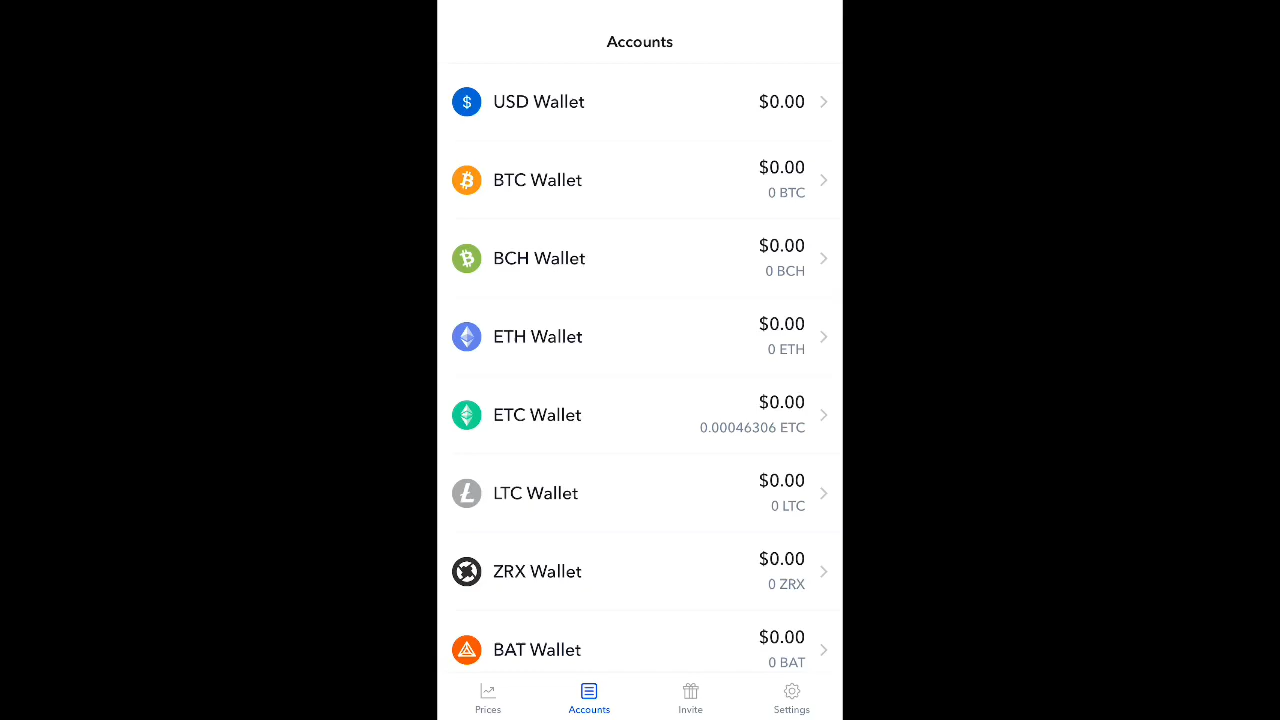 Accounts
USD Wallet $0.00
$0.00
BTC Wallet
0 BTC
$0.00
BCH Wallet
0 BCH
$0.00
ETH Wallet
0 ETH
$0.00
ETC Wallet
0.00046306 ETC
$0.00
LTC Wallet
0 LTC
$0.00
ZRX Wallet
0 ZRX
$0.00
BAT Wallet
0 BAT
Prices Accounts Invite Settings